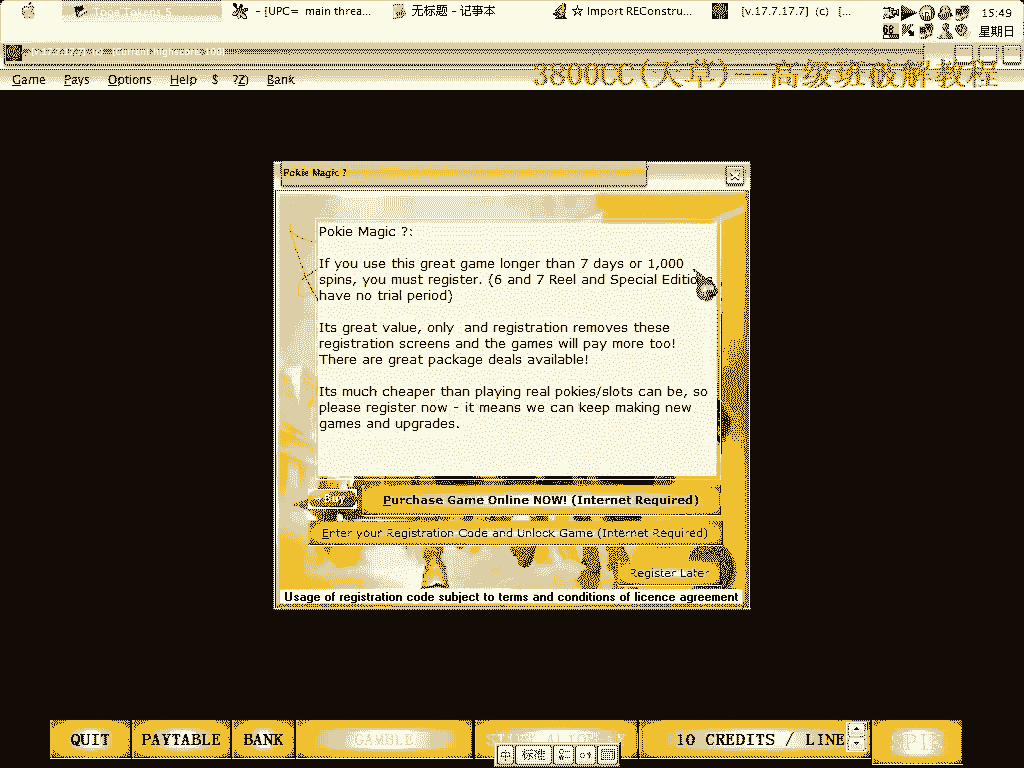 Tooe Tokens 5
- [UPC= main threa...
无标题 - 记事本
☆ Import REConstru...
[v.17.7.17.7] (c) [...
15:49
68
星期日
Game Pays Options Help $ ?Z) Bank
3800CC(天草)--高级班破解教程
Pokie Magic ?
Pokie Magic ?:
If you use this great game longer than 7 days or 1,000
spins, you must register. {6 and 7 Reel and Special Editions
have no trial period}
Its great value, only  and registration removes these
registration screens and the games will pay more too!
There are great package deals available!
Its much cheaper than playing real pokies/slots can be, so
please register now - it means we can keep making new
games and upgrades.
BUY
Purchase Game Online NOW! (Internet Required)
Enter your Registration Code and Unlock Game (Internet Required)
Register Later
Usage of registration code subject to terms and conditions of licence agreement
QUIT PAYTABLE BANK GAMBLE 10 CREDITS / LINE SPIN
中 标准